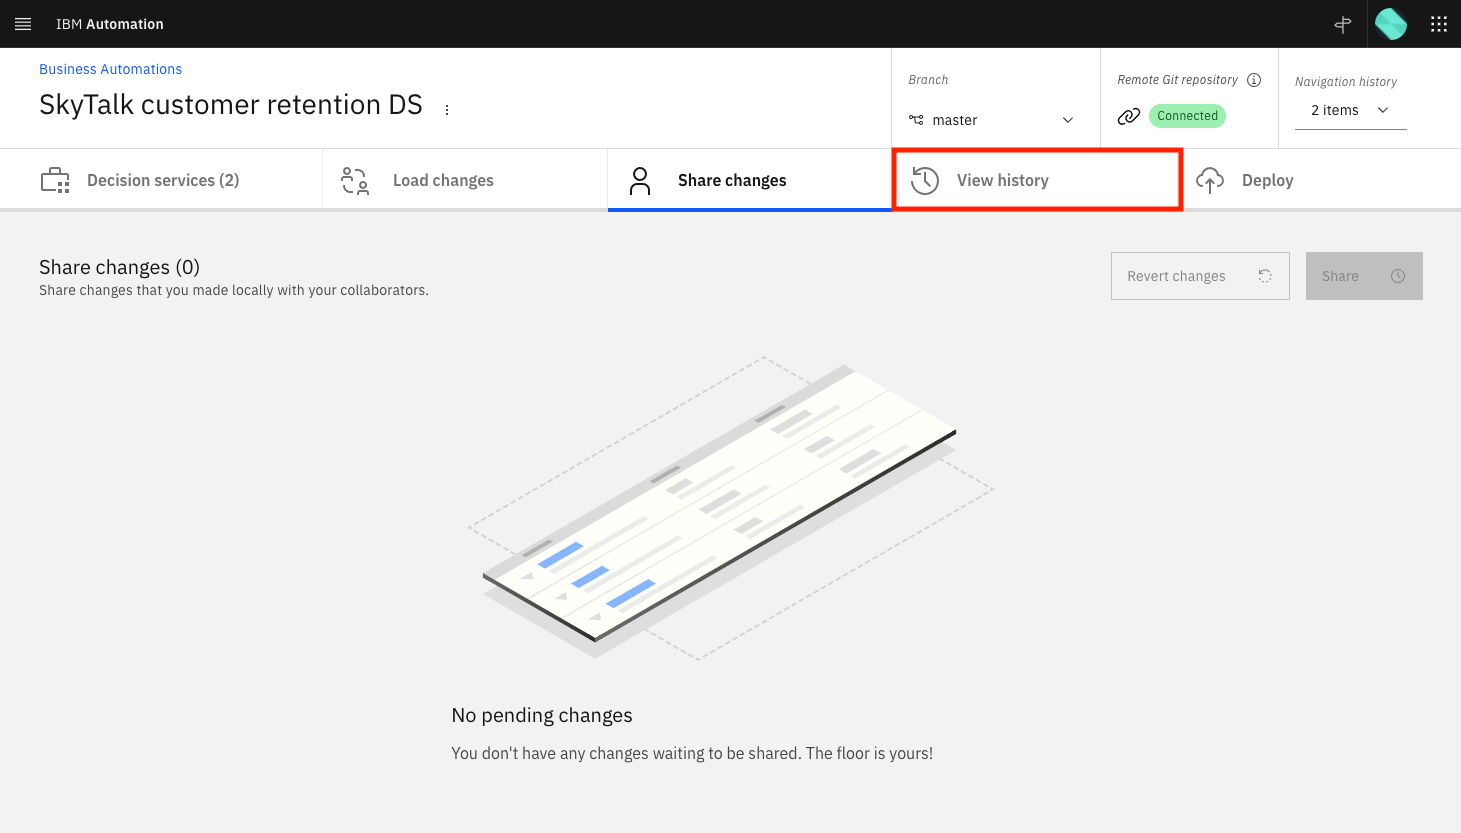 IBM Automation
Business Automations
SkyTalk customer retention DS
Branch
master
Remote Git repository
Connected
Navigation history
2 items
Decision services (2)
Load changes
Share changes
View history
Deploy
Share changes (0)
Share changes that you made locally with your collaborators.
Revert changes
Share
No pending changes
You don't have any changes waiting to be shared. The floor is yours!